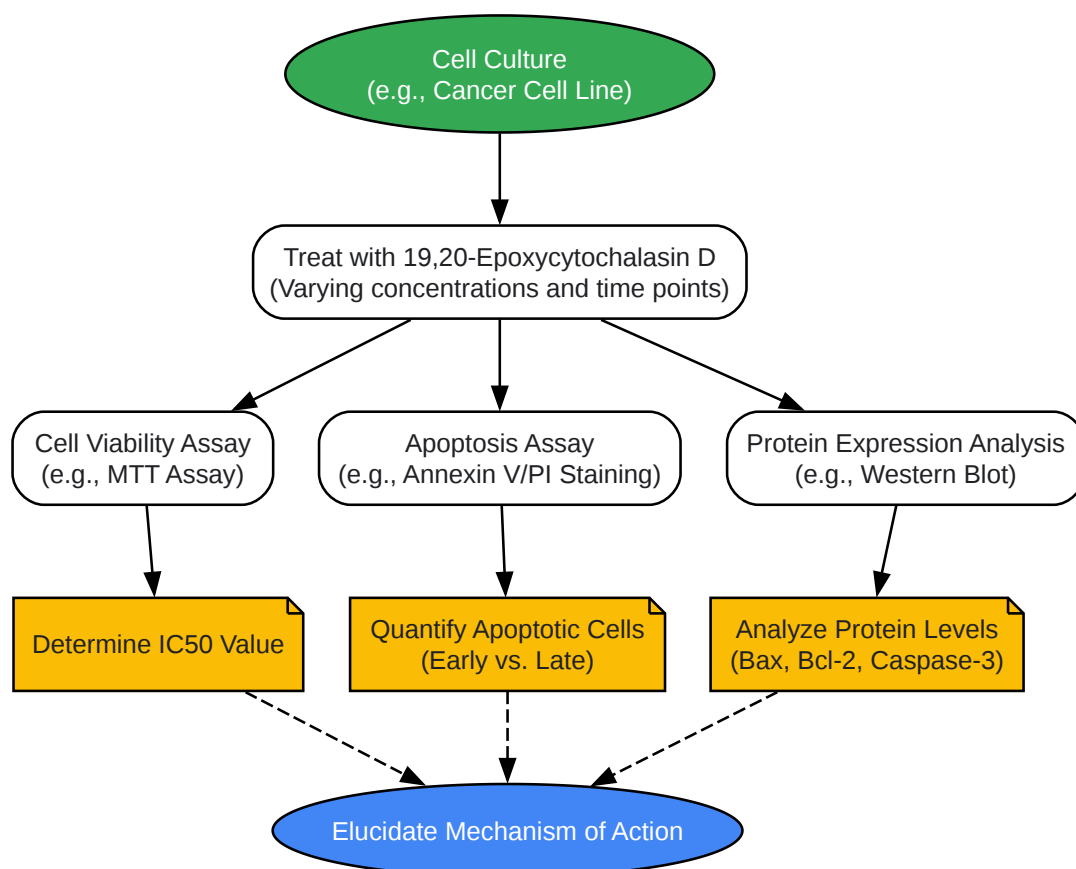 Cell Culture
(e.g., Cancer Cell Line)
Treat with 19,20-Epoxycytochalasin D
(Varying concentrations and time points)
Cell Viability Assay
(e.g., MTT Assay)
Apoptosis Assay
(e.g., Annexin V/PI Staining)
Protein Expression Analysis
(e.g., Western Blot)
Determine IC50 Value
Quantify Apoptotic Cells
(Early vs. Late)
Analyze Protein Levels
(Bax, Bcl-2, Caspase-3)
Elucidate Mechanism of Action